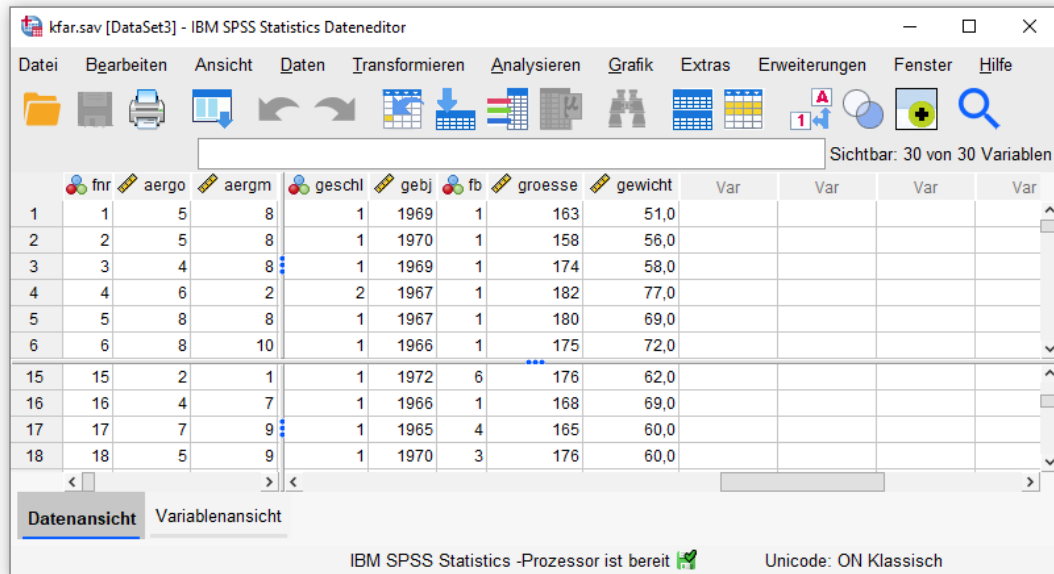 kfar.sav [DataSet3] - IBM SPSS Statistics Dateneditor
Datei Bearbeiten Ansicht Daten Transformieren Analysieren Grafik Extras Erweiterungen Fenster Hilfe
Sichtbar: 30 von 30 Variablen
fnr aergo aergm geschl gebj fb groesse gewicht Var Var Var Var
1 1 5 8 1 1969 1 163 51,0
2 2 5 8 1 1970 1 158 56,0
3 3 4 8 1 1969 1 174 58,0
4 4 6 2 2 1967 1 182 77,0
5 5 8 8 1 1967 1 180 69,0
6 6 8 10 1 1966 1 175 72,0
15 15 2 1 1 1972 6 176 62,0
16 16 4 7 1 1966 1 168 69,0
17 17 7 9 1 1965 4 165 60,0
18 18 5 9 1 1970 3 176 60,0
Datenansicht Variablenansicht
IBM SPSS Statistics -Prozessor ist bereit Unicode: ON Klassisch